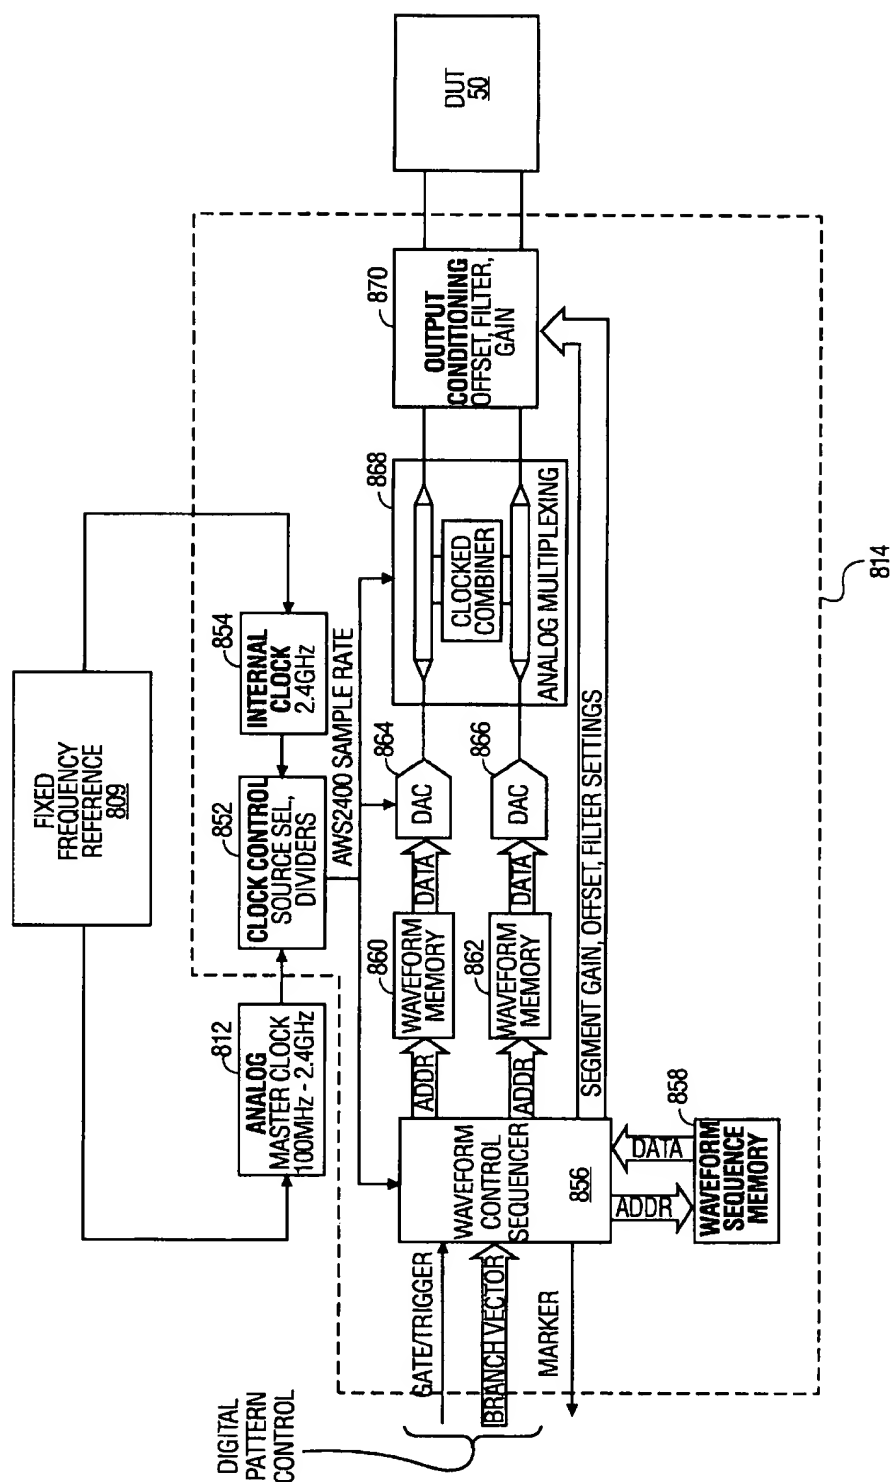 FIXED
FREQUENCY
REFERENCE
809
812
ANALOG
MASTER CLOCK
100MHz - 2.4GHz
852
CLOCK CONTROL
SOURCE SEL,
DIVIDERS
854
INTERNAL
CLOCK
2.4GHz
AWS2400 SAMPLE RATE
DIGITAL
PATTERN
CONTROL
GATE/TRIGGER
BRANCH VECTOR
MARKER
WAVEFORM
CONTROL
SEQUENCER
856
ADDR
ADDR
860
WAVEFORM
MEMORY
862
WAVEFORM
MEMORY
DATA
DATA
864
DAC
866
DAC
868
CLOCKED
COMBINER
ANALOG MULTIPLEXING
870
OUTPUT
CONDITIONING
OFFSET, FILTER,
GAIN
DUT
50
SEGMENT GAIN, OFFSET, FILTER SETTINGS
ADDR
DATA
858
WAVEFORM
SEQUENCE
MEMORY
814